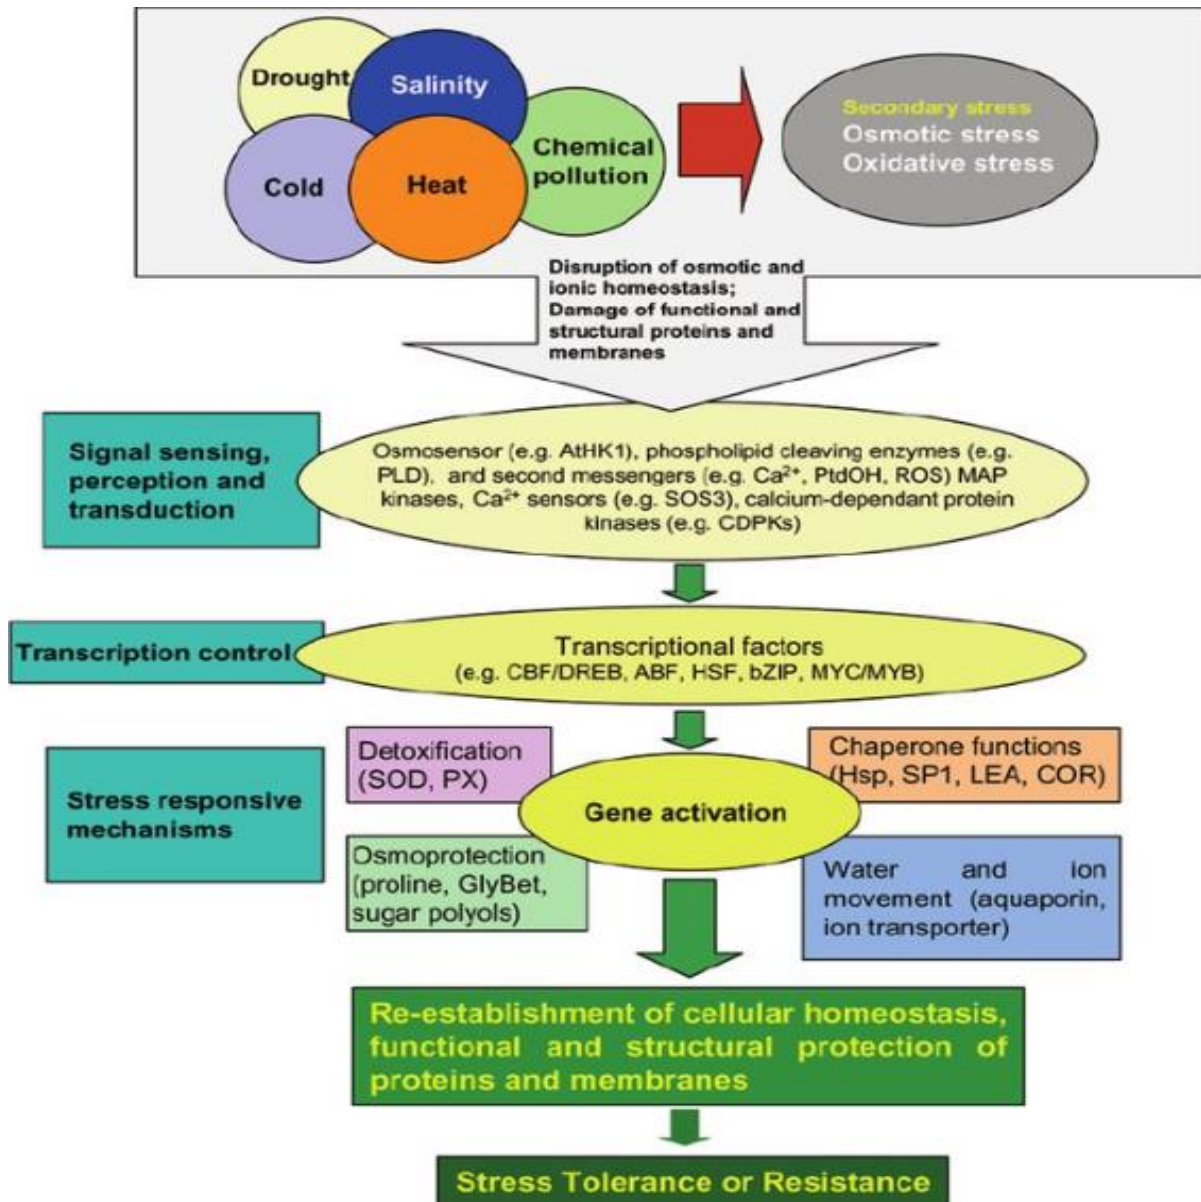 Drought
Salinity
Cold
Heat
Chemical
pollution
Secondary stress
Osmotic stress
Oxidative stress
Disruption of osmotic and
ionic homeostasis;
Damage of functional and
structural proteins and
membranes
Signal sensing,
perception and
transduction
Osmosensor (e.g. AtHK1), phospholipid cleaving enzymes (e.g.
PLD), and second messengers (e.g. Ca²⁺, PtdOH, ROS) MAP
kinases, Ca²⁺ sensors (e.g. SOS3), calcium-dependant protein
kinases (e.g. CDPKs)
Transcription control
Transcriptional factors
(e.g. CBF/DREB, ABF, HSF, bZIP, MYC/MYB)
Stress responsive
mechanisms
Detoxification
(SOD, PX)
Chaperone functions
(Hsp, SP1, LEA, COR)
Gene activation
Osmoprotection
(proline, GlyBet,
sugar polyols)
Water and ion
movement (aquaporin,
ion transporter)
Re-establishment of cellular homeostasis,
functional and structural protection of
proteins and membranes
Stress Tolerance or Resistance